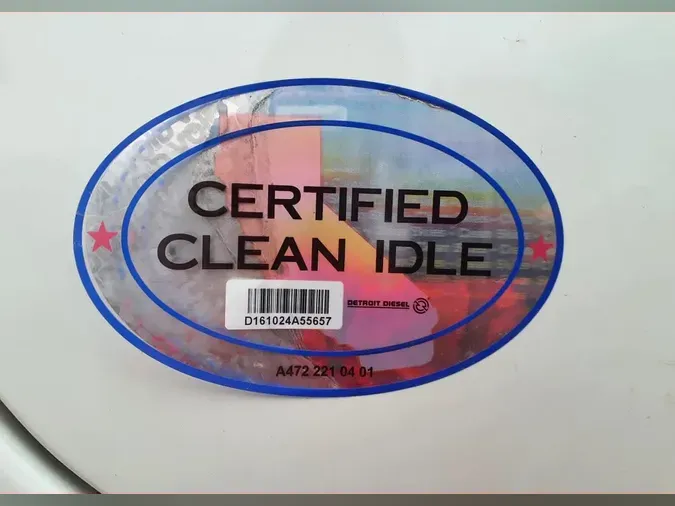 CERTIFIED
CLEAN IDLE
D161024A55657
DETROIT DIESEL
A472 221 04 01